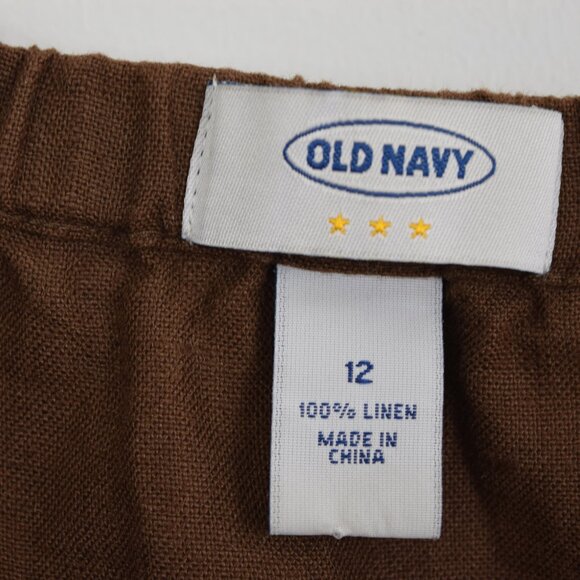 OLD NAVY
12
100% LINEN
MADE IN
CHINA